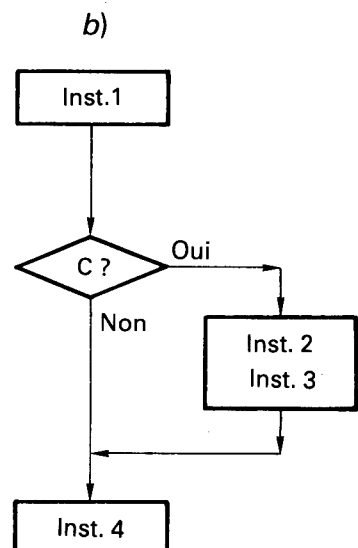 b)
Inst.1
C ?
Oui
Non
Inst. 2
Inst. 3
Inst. 4